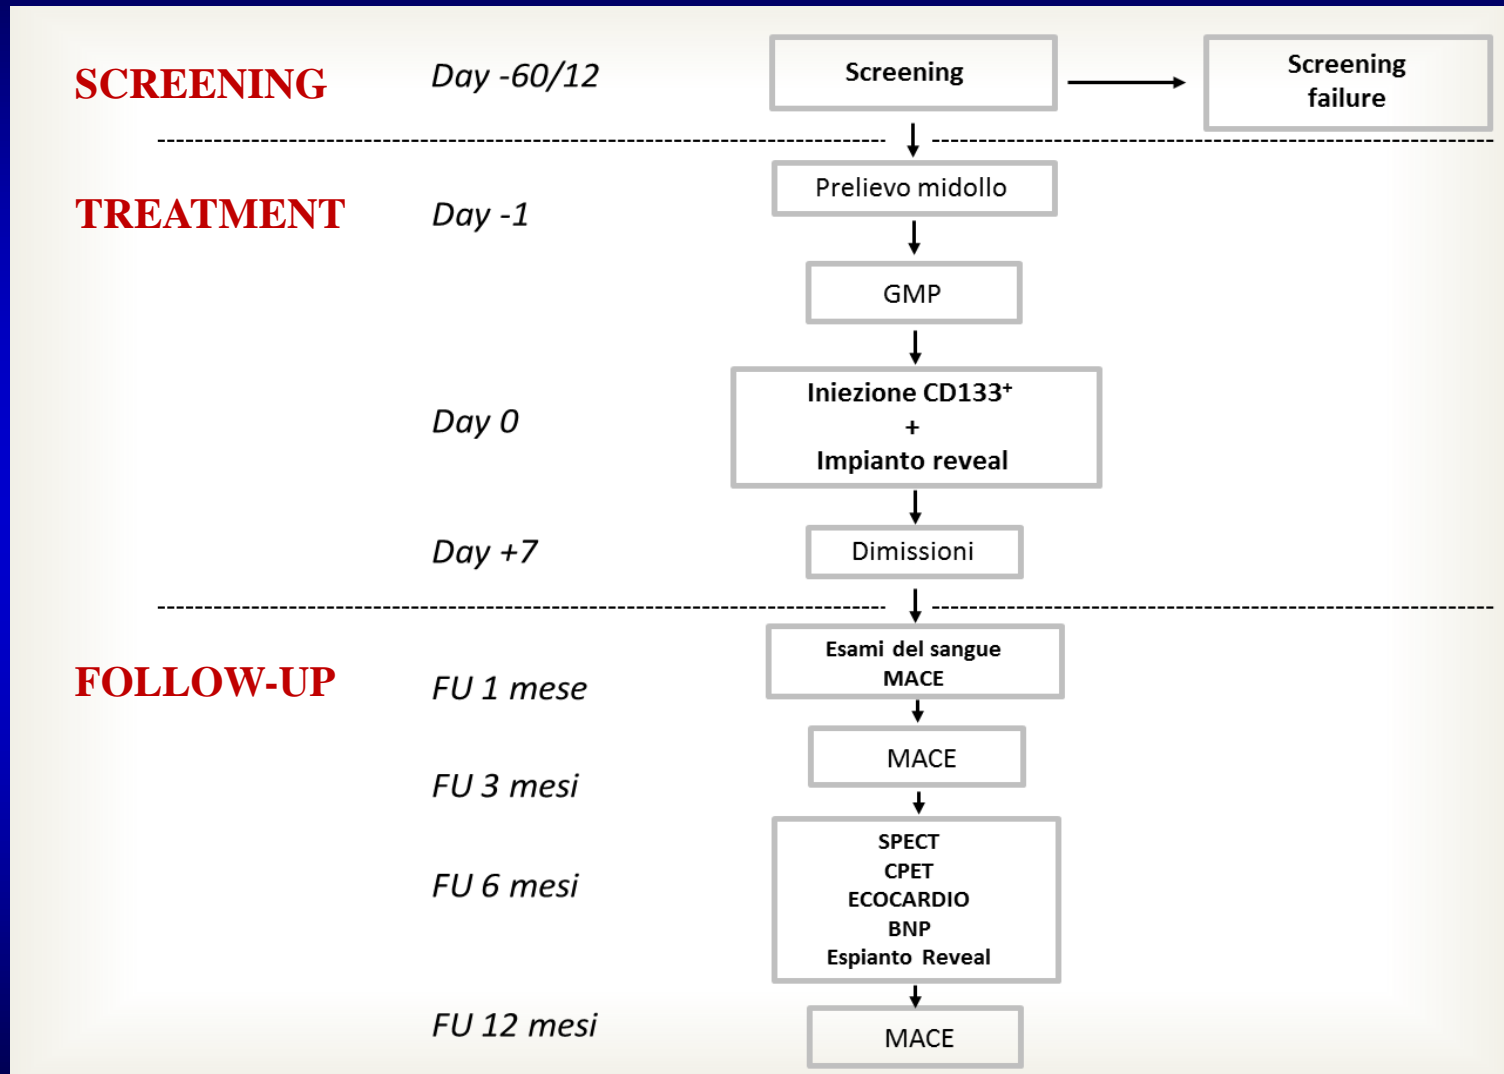 SCREENING
Day -60/12
Screening
Screening
failure
TREATMENT
Day -1
Prelievo midollo
GMP
Day 0
Iniezione CD133⁺
+
Impianto reveal
Day +7
Dimissioni
FOLLOW-UP
FU 1 mese
Esami del sangue
MACE
FU 3 mesi
MACE
FU 6 mesi
SPECT
CPET
ECOCARDIO
BNP
Espianto Reveal
FU 12 mesi
MACE